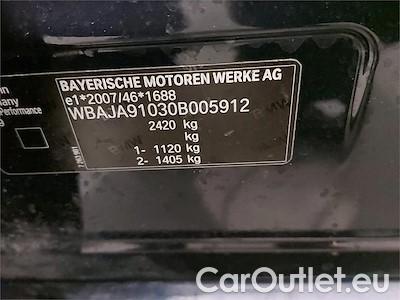 BAYERISCHE MOTOREN WERKE AG
e1*2007/46*1688
WBAJA91030B005912
2420 kg
kg
1- 1120 kg
2- 1405 kg
Performance
CarOutlet.eu